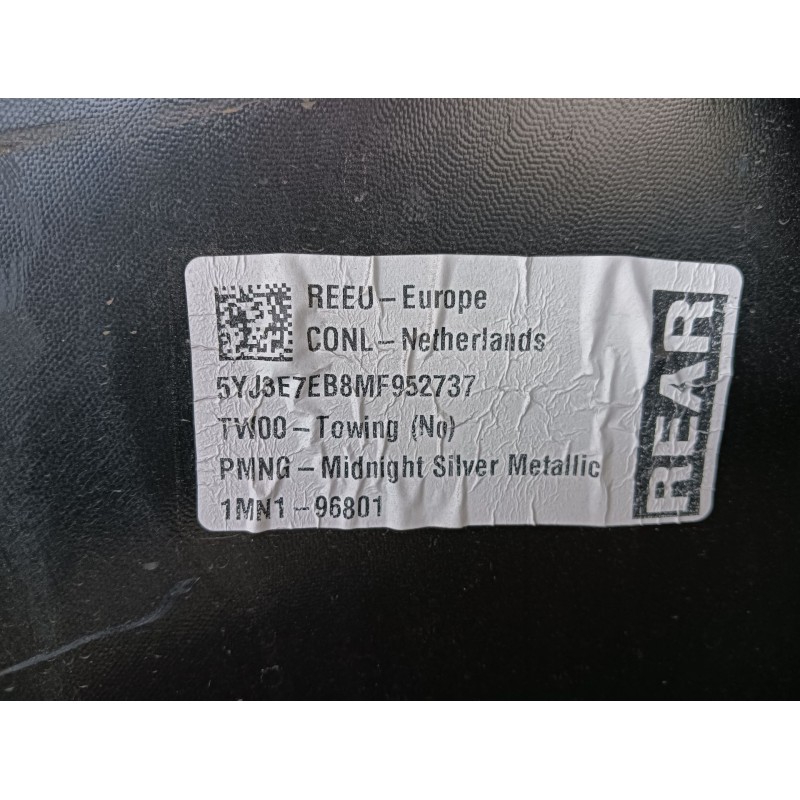 REEU-Europe
CONL-Netherlands
5YJ3E7EB8MF952737
TW00-Towing (No)
PMNG-Midnight Silver Metallic
1MN1-96801
REAR